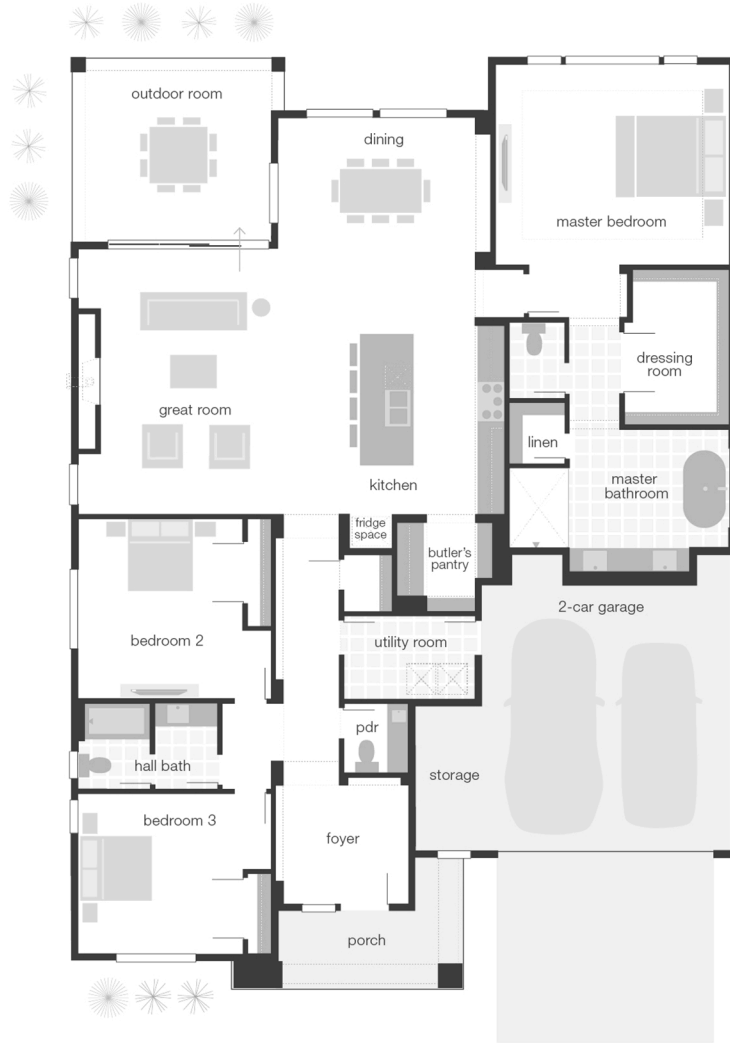 outdoor room
dining
master bedroom
dressing
room
great room
linen
master
bathroom
kitchen
fridge
space
butler's
pantry
2-car garage
bedroom 2
utility room
pdr
hall bath
storage
bedroom 3
foyer
porch